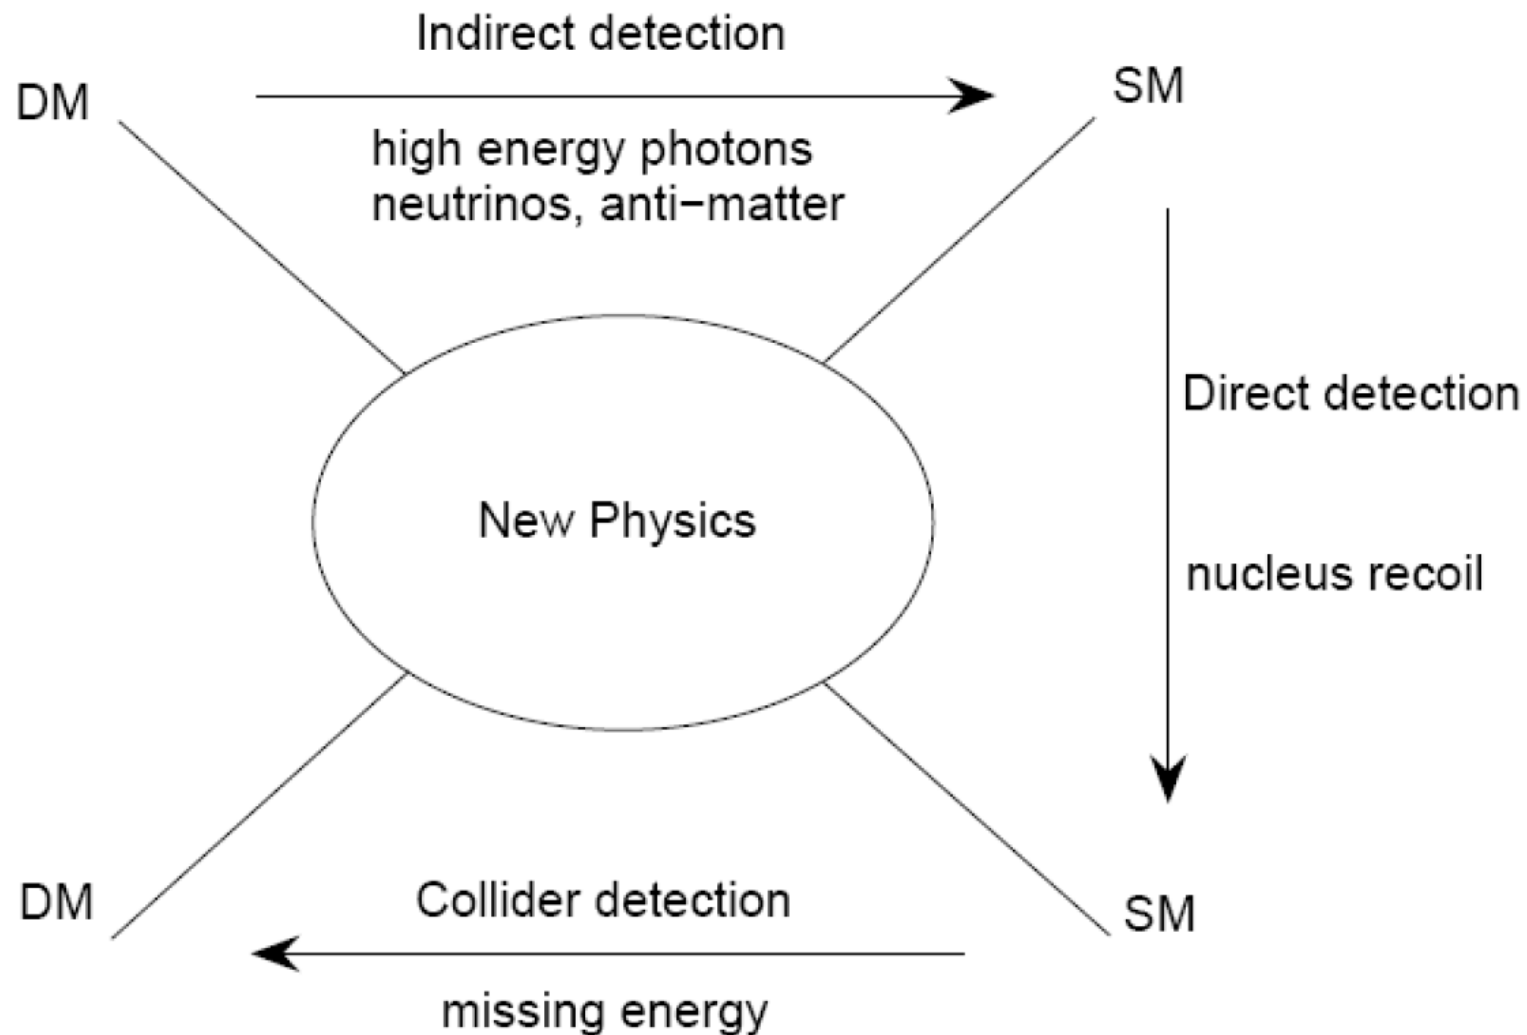 Indirect detection
DM
SM
high energy photons
neutrinos, anti−matter
Direct detection
New Physics
nucleus recoil
DM
Collider detection
SM
missing energy